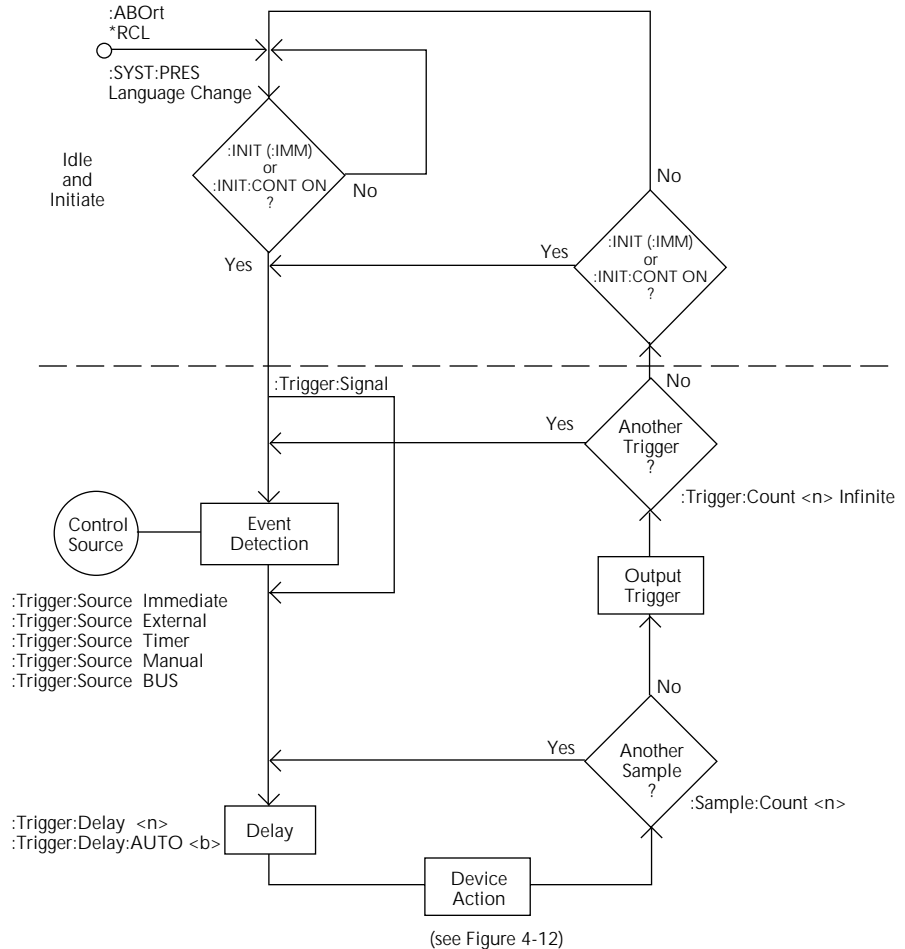 :ABOrt
*RCL
:SYST:PRES
Language Change
Idle
and
Initiate
:INIT (:IMM)
or
:INIT:CONT ON
?
No
Yes
No
:INIT (:IMM)
or
:INIT:CONT ON
?
Yes
No
:Trigger:Signal
Another
Trigger
?
Yes
:Trigger:Count <n> Infinite
Control
Source
Event
Detection
:Trigger:Source Immediate
:Trigger:Source External
:Trigger:Source Timer
:Trigger:Source Manual
:Trigger:Source BUS
Output
Trigger
No
Another
Sample
?
Yes
:Sample:Count <n>
:Trigger:Delay <n>
:Trigger:Delay:AUTO <b>
Delay
Device
Action
(see Figure 4-12)